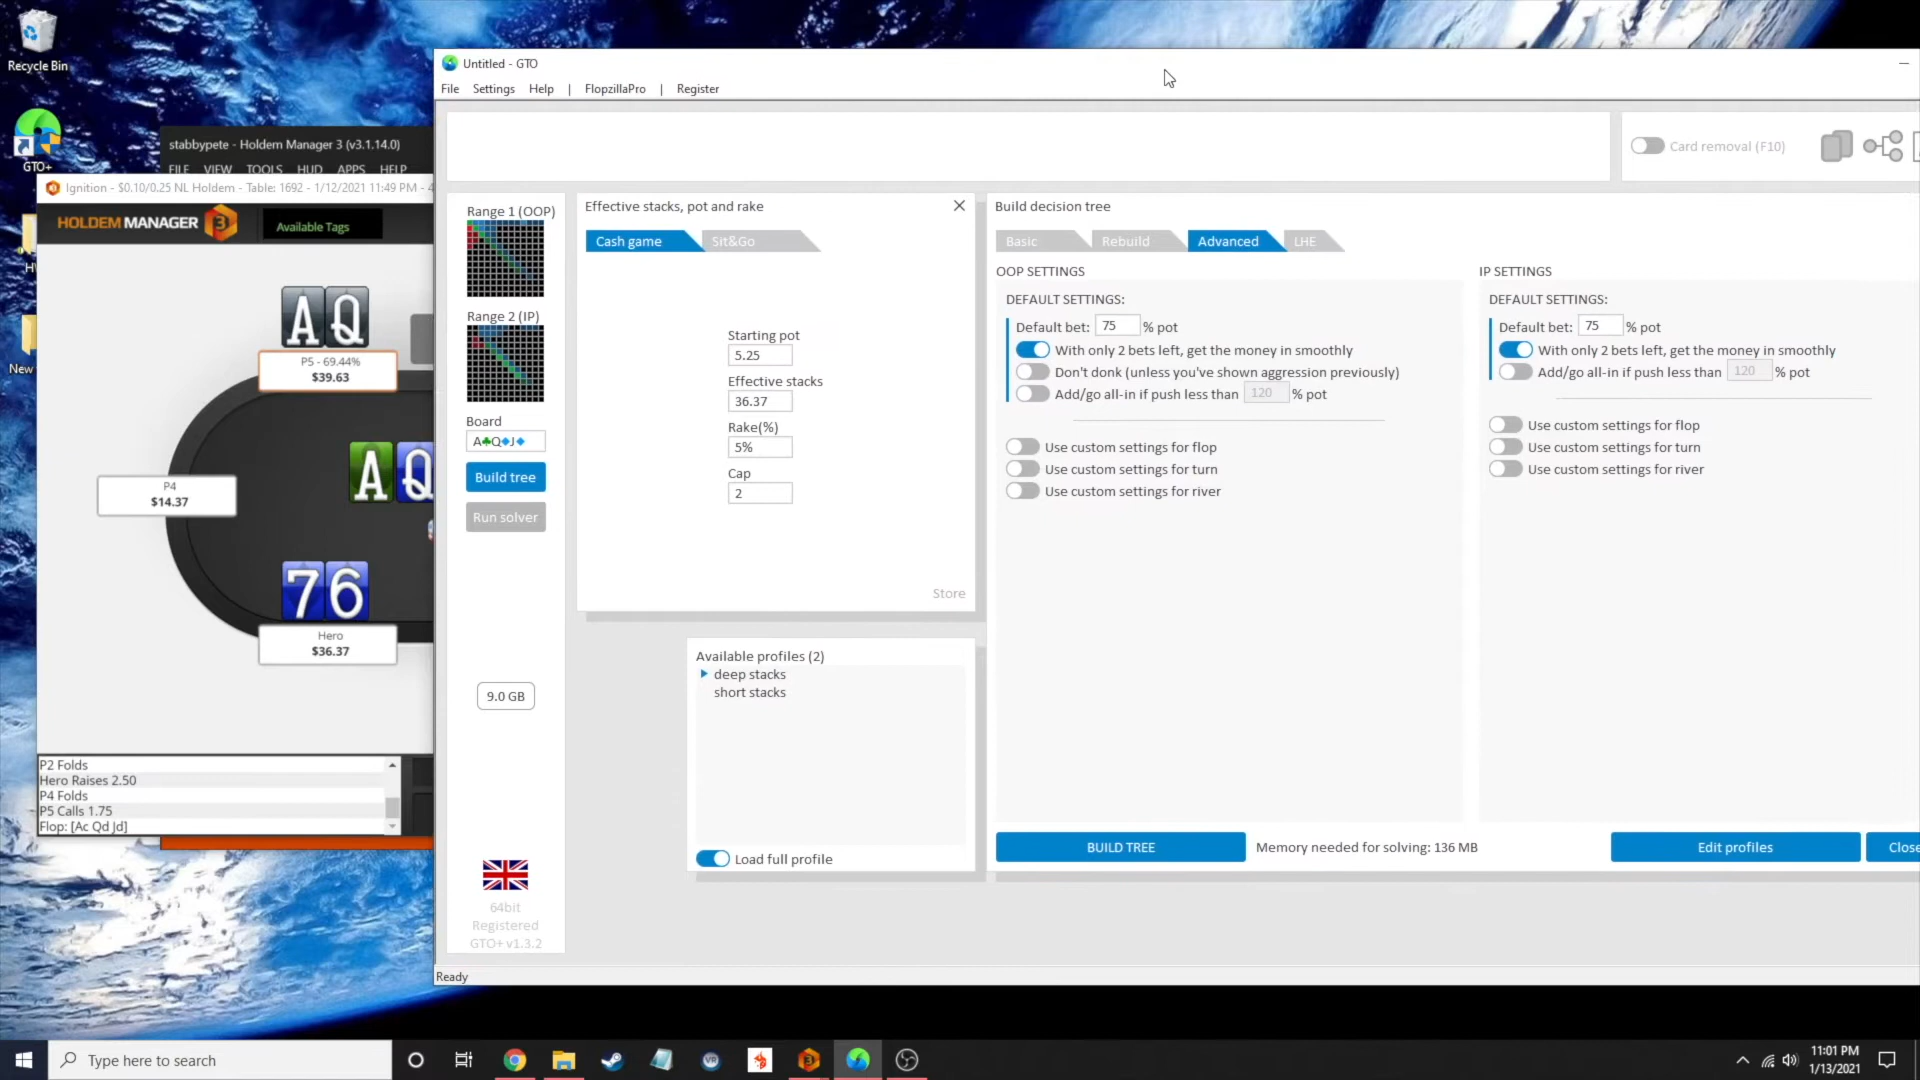 Recycle Bin
GTO+
New
stabbypete - Holdem Manager 3 (v3.1.14.0)
FILE VIEW TOOLS HUD APPS HELP
Ignition - $0.10/0.25 NL Holdem - Table: 1692 - 1/12/2021 11:49 PM - 4
HOLDEM MANAGER 3
Available Tags
A Q
P5 - 69.44%
$39.63
P4
$14.37
A Q
7 6
Hero
$36.37
P2 Folds
Hero Raises 2.50
P4 Folds
P5 Calls 1.75
Flop: [Ac Qd Jd]
Untitled - GTO
File Settings Help | FlopzillaPro | Register
Card removal (F10)
Range 1 (OOP)
Range 2 (IP)
Board
A♣Q♦J♦
Build tree
Run solver
9.0 GB
64bit
Registered
GTO+ v1.3.2
Effective stacks, pot and rake
Cash game
Sit&Go
Starting pot
5.25
Effective stacks
36.37
Rake(%)
5%
Cap
2
Store
Available profiles (2)
deep stacks
short stacks
Load full profile
Build decision tree
Basic Rebuild Advanced LHE
OOP SETTINGS
DEFAULT SETTINGS:
Default bet: 75 % pot
With only 2 bets left, get the money in smoothly
Don't donk (unless you've shown aggression previously)
Add/go all-in if push less than 120 % pot
Use custom settings for flop
Use custom settings for turn
Use custom settings for river
IP SETTINGS
DEFAULT SETTINGS:
Default bet: 75 % pot
With only 2 bets left, get the money in smoothly
Add/go all-in if push less than 120 % pot
Use custom settings for flop
Use custom settings for turn
Use custom settings for river
BUILD TREE
Memory needed for solving: 136 MB
Edit profiles
Close
Ready
Type here to search
11:01 PM
1/13/2021